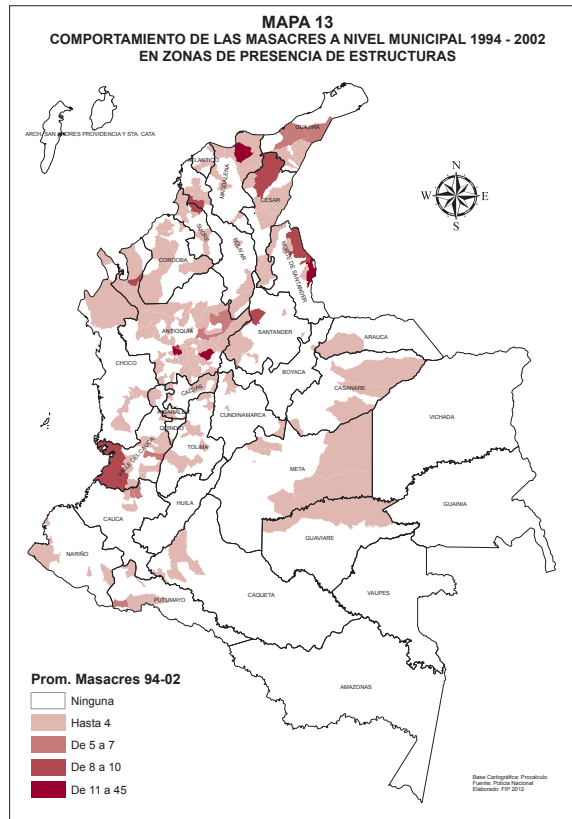 MAPA 13
COMPORTAMIENTO DE LAS MASACRES A NIVEL MUNICIPAL 1994 - 2002
EN ZONAS DE PRESENCIA DE ESTRUCTURAS
ARCH. SAN ANDRES PROVIDENCIA Y STA. CATA
GUAJIRA
ATLANTICO
MAGDALENA
CESAR
N
W
E
S
SUCRE
BOLIVAR
NORTE DE SANTANDER
CORDOBA
ANTIOQUIA
SANTANDER
ARAUCA
CHOCO
BOYACA
CASANARE
CALDAS
RISARALDA
CUNDINAMARCA
VICHADA
QUINDIO
VALLE DEL CAUCA
TOLIMA
META
HUILA
GUAINIA
CAUCA
GUAVIARE
NARIÑO
CAQUETA
VAUPES
PUTUMAYO
AMAZONAS
Prom. Masacres 94-02
Ninguna
Hasta 4
De 5 a 7
De 8 a 10
De 11 a 45
Base Cartográfica: Procalculo
Fuente: Policía Nacional
Elaborado: FIP 2012